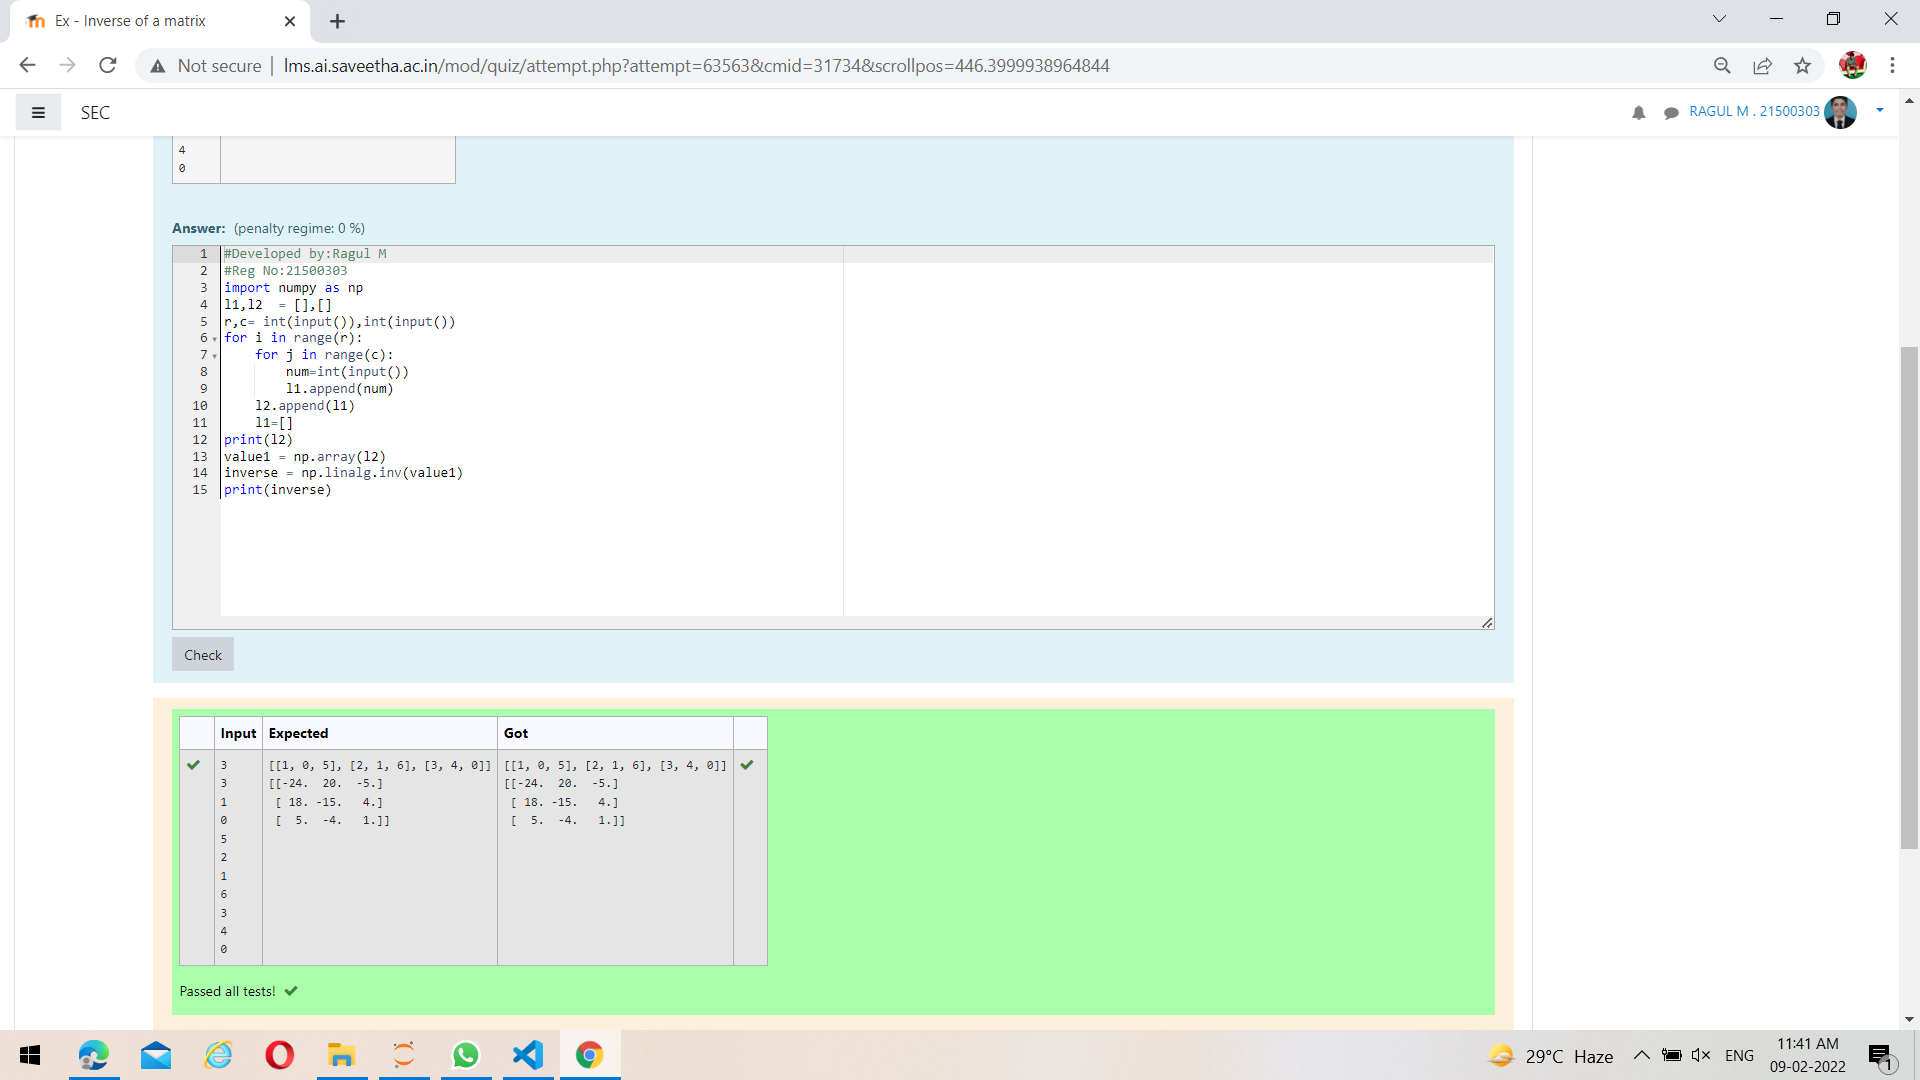 Ex - Inverse of a matrix
Not secure | lms.ai.saveetha.ac.in/mod/quiz/attempt.php?attempt=63563&cmid=31734&scrollpos=446.3999938964844
SEC
RAGUL M . 21500303
4
0
Answer: (penalty regime: 0 %)
1 #Developed by:Ragul M
2 #Reg No:21500303
3 import numpy as np
4 l1,l2  = [],[]
5 r,c= int(input()),int(input())
6 for i in range(r):
7     for j in range(c):
8         num=int(input())
9         l1.append(num)
10     l2.append(l1)
11     l1=[]
12 print(l2)
13 value1 = np.array(l2)
14 inverse = np.linalg.inv(value1)
15 print(inverse)
Check
Input Expected Got
3 [[1, 0, 5], [2, 1, 6], [3, 4, 0]] [[1, 0, 5], [2, 1, 6], [3, 4, 0]]
3 [[-24.  20.  -5.] [[-24.  20.  -5.]
1 [ 18. -15.   4.] [ 18. -15.   4.]
0 [  5.  -4.   1.]] [  5.  -4.   1.]]
5
2
1
6
3
4
0
Passed all tests!
29°C Haze
ENG
11:41 AM
09-02-2022
1